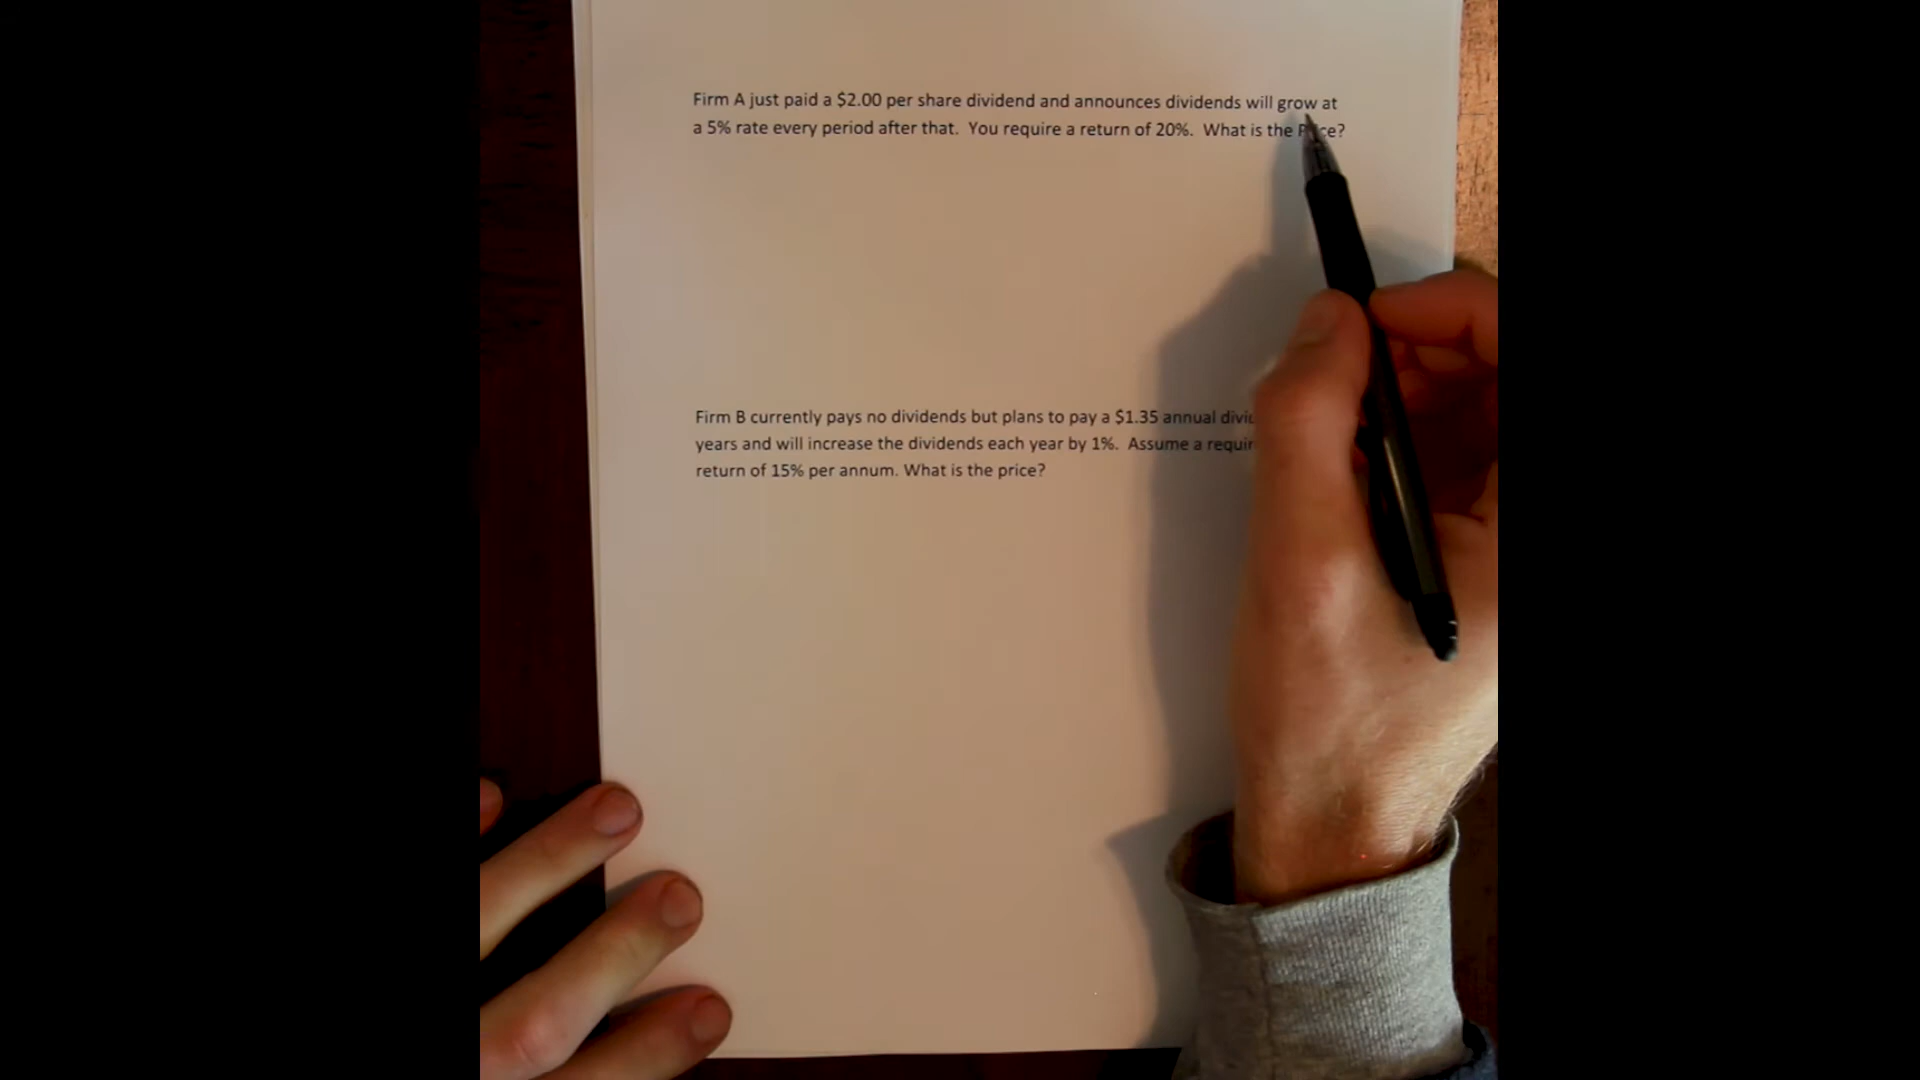 Firm A just paid a $2.00 per share dividend and announces dividends will grow at
a 5% rate every period after that. You require a return of 20%. What is the Price?
Firm B currently pays no dividends but plans to pay a $1.35 annual
years and will increase the dividends each year by 1%. Assume a
return of 15% per annum. What is the price?